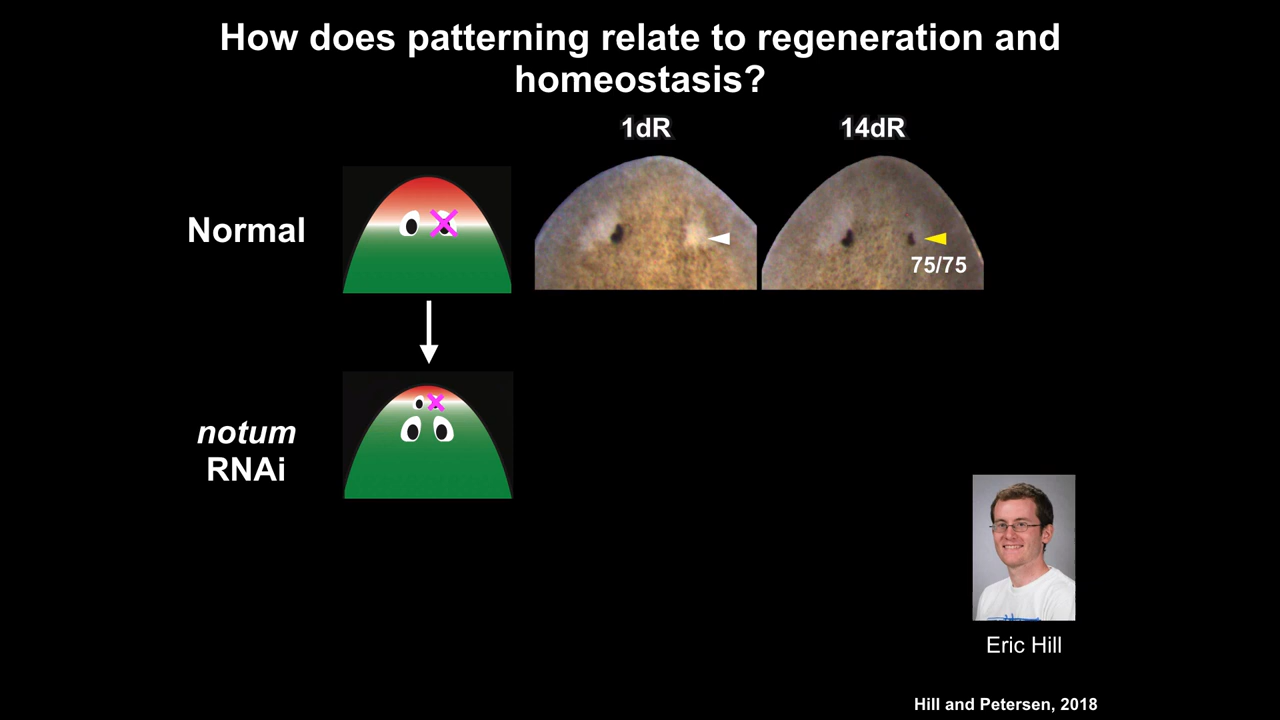 How does patterning relate to regeneration and
homeostasis?
1dR
14dR
Normal
75/75
notum
RNAi
Eric Hill
Hill and Petersen, 2018